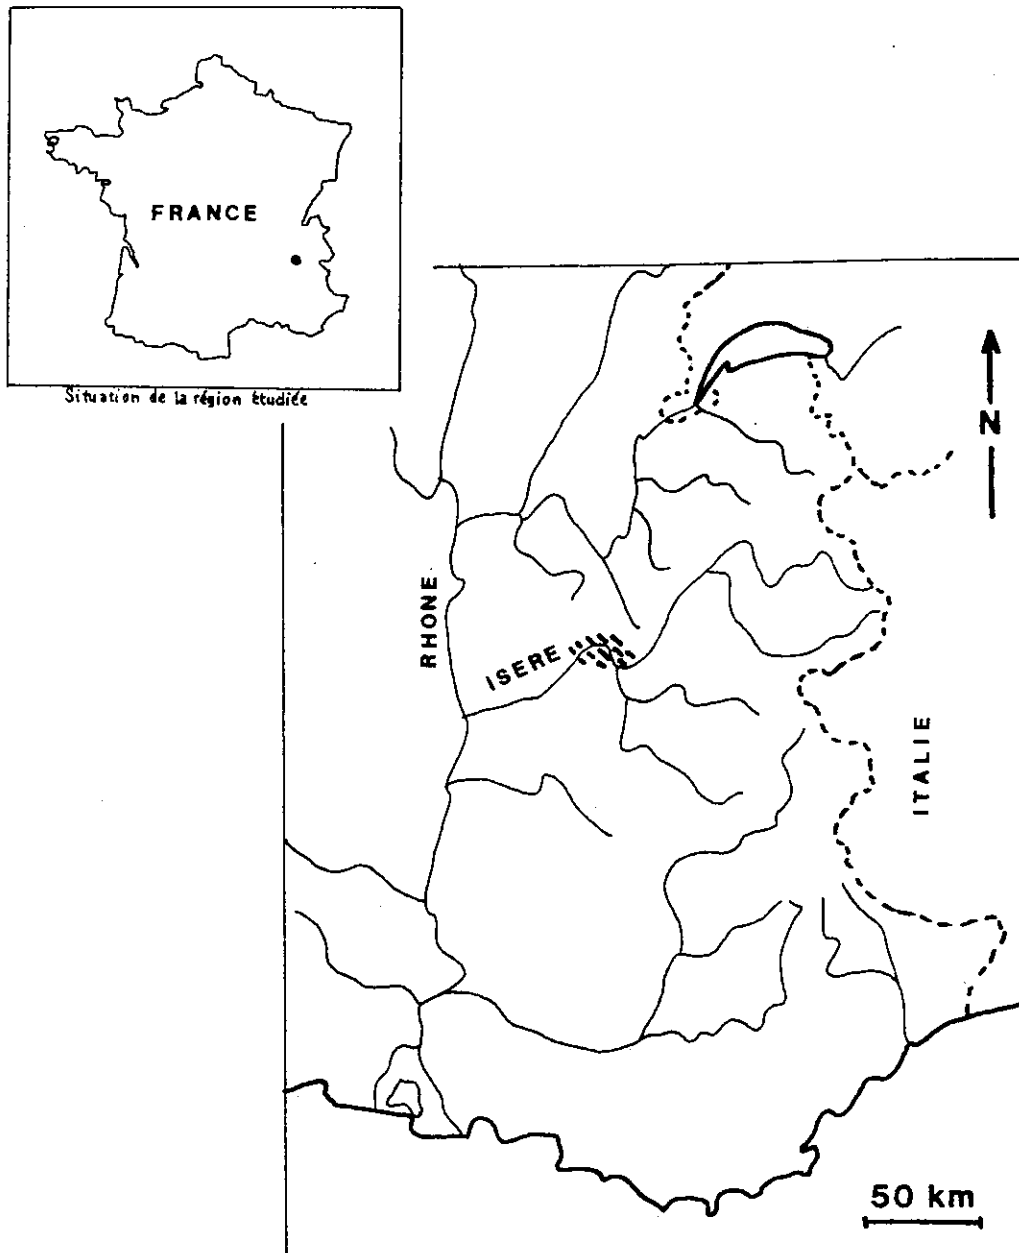 FRANCE
Situation de la région étudiée
N
RHONE
ISERE
ITALIE
50 km